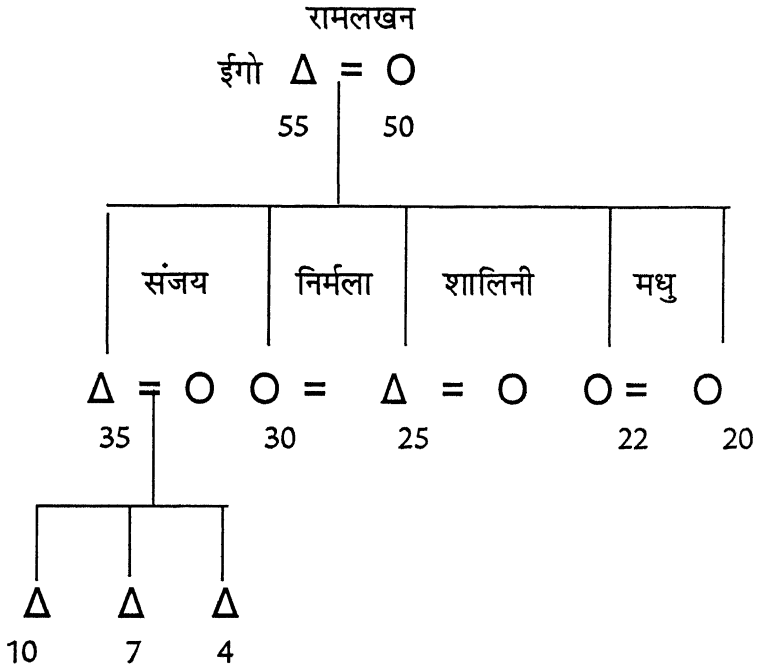 रामलखन
ईगो Δ = O
55 50
संजय निर्मला शालिनी मधु
Δ = O O = Δ = O O = O
35 30 25 22 20
Δ Δ Δ
10 7 4